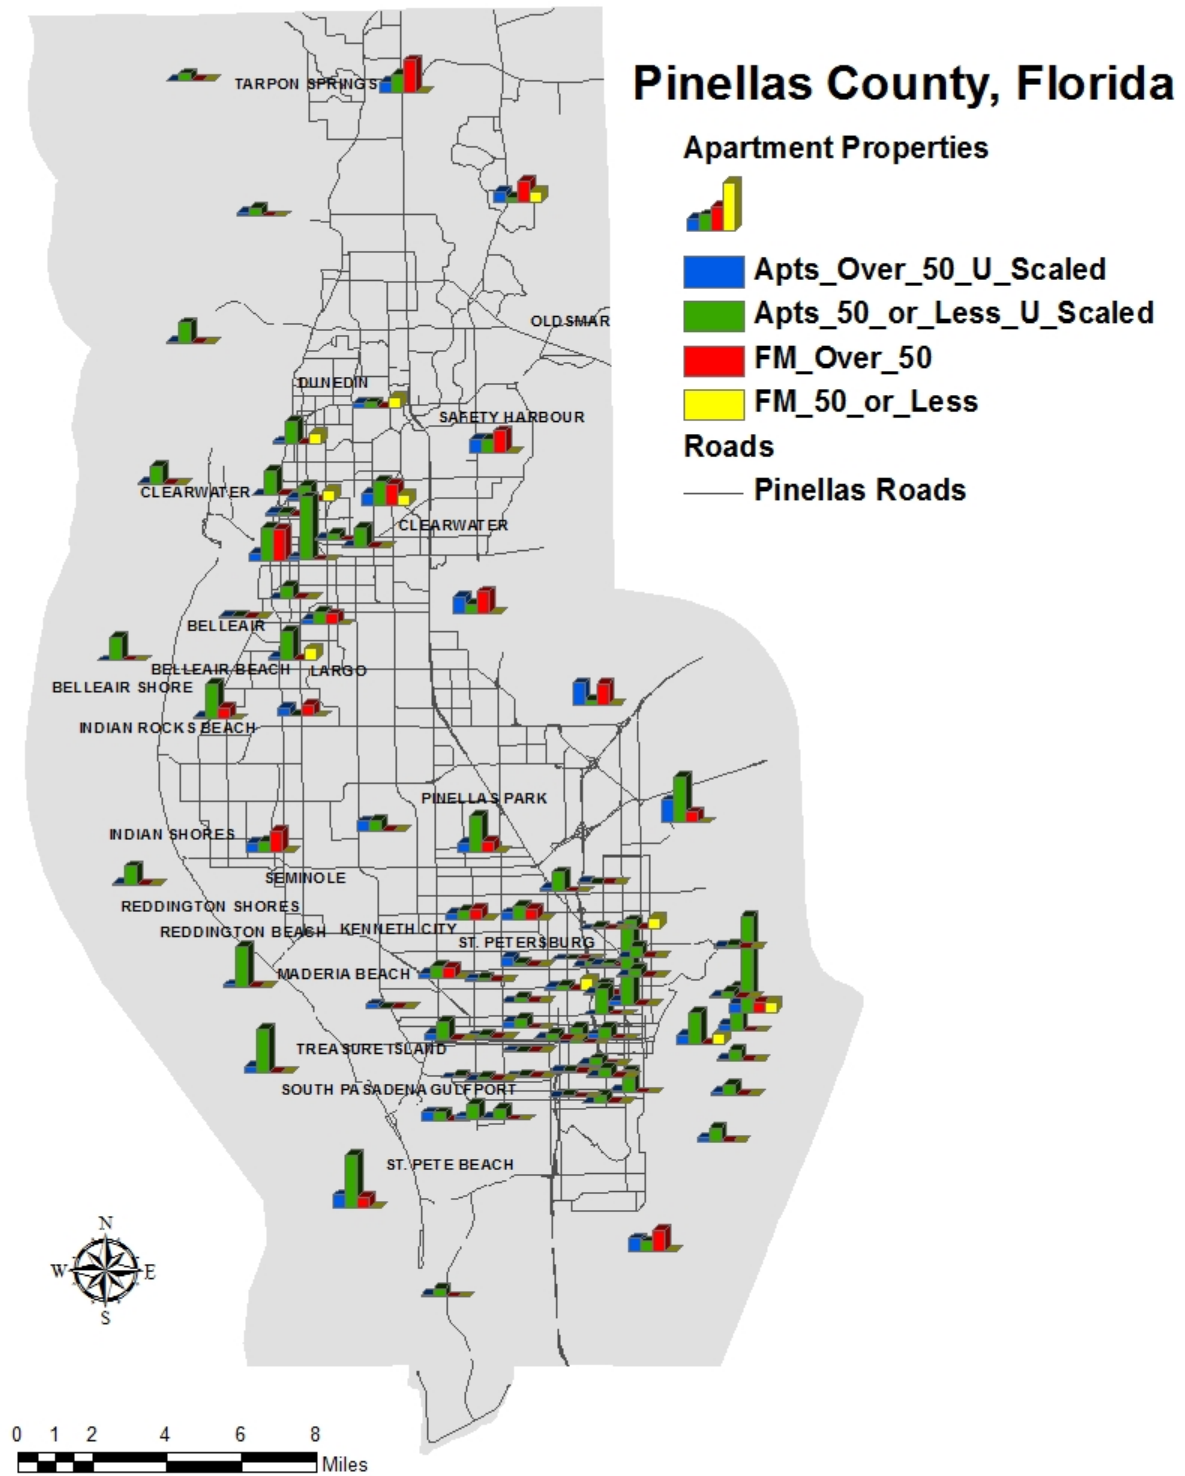 Pinellas County, Florida
Apartment Properties
Apts_Over_50_U_Scaled
Apts_50_or_Less_U_Scaled
FM_Over_50
FM_50_or_Less
Roads
Pinellas Roads
TARPON SPRINGS
OLDSMAR
DUNEDIN
SAFETY HARBOUR
CLEARWATER
CLEARWATER
BELLEAIR
BELLEAIR BEACH
LARGO
BELLEAIR SHORE
INDIAN ROCKS BEACH
PINELLAS PARK
INDIAN SHORES
SEMINOLE
REDDINGTON SHORES
REDDINGTON BEACH
KENNETH CITY
ST. PETERSBURG
MADERIA BEACH
TREASURE ISLAND
SOUTH PASADENA
GULFPORT
ST. PETE BEACH
N
W
E
S
0 1 2 4 6 8
Miles